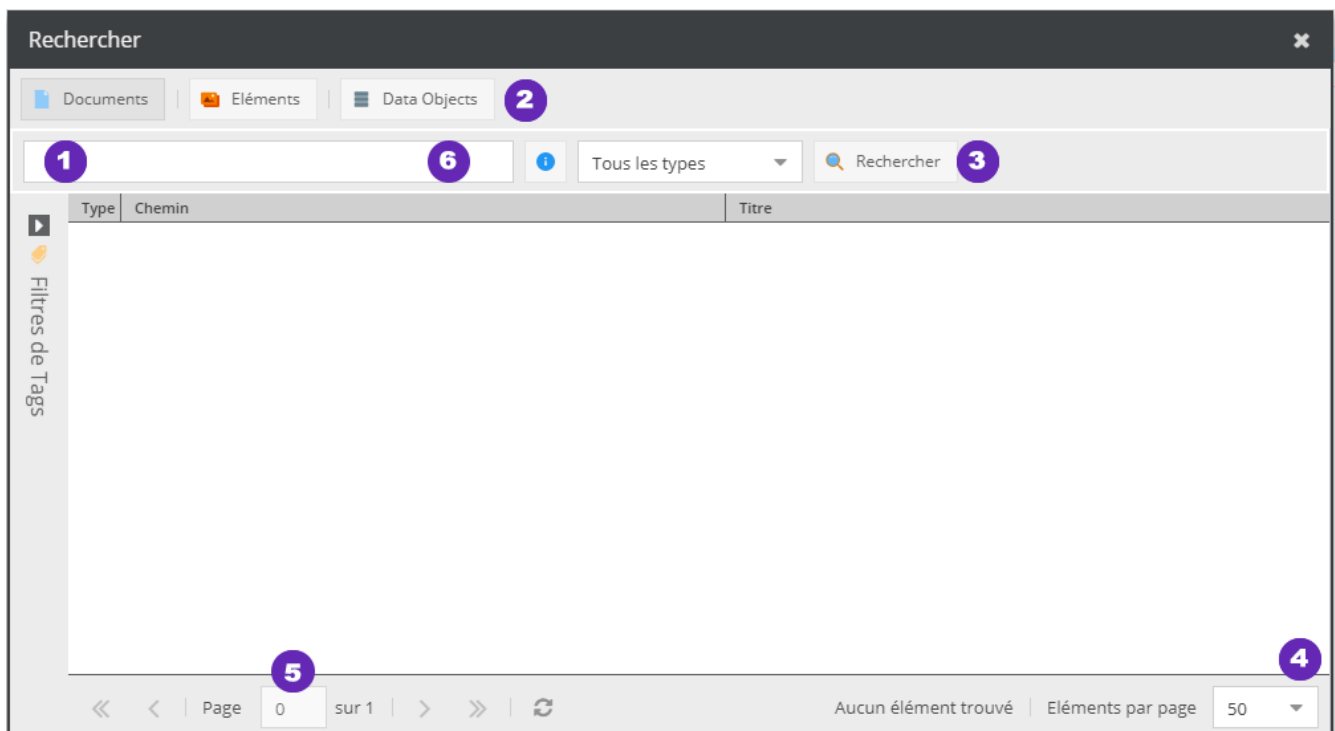 Rechercher
Documents Eléments Data Objects 2
1 6 Tous les types Rechercher 3
Type Chemin Titre
Filtres de Tags
5 4
Page 0 sur 1 Aucun élément trouvé Eléments par page 50